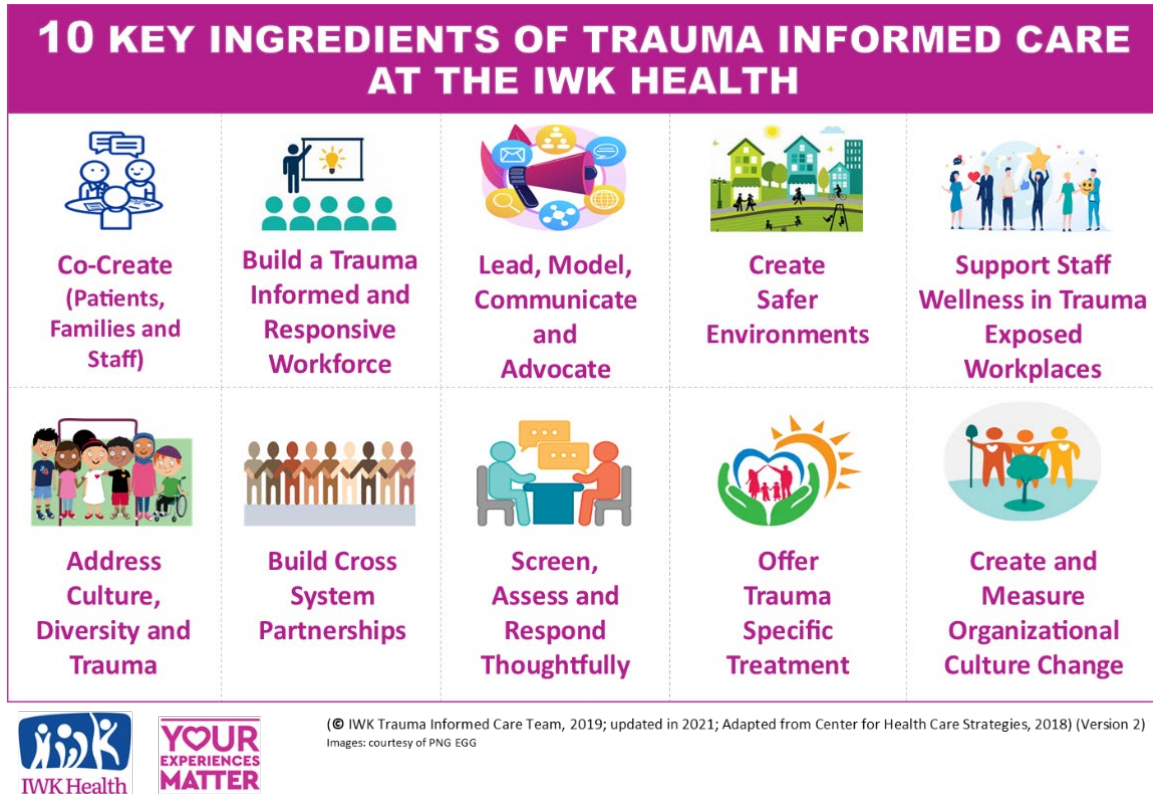 10 KEY INGREDIENTS OF TRAUMA INFORMED CARE
AT THE IWK HEALTH
Co-Create
(Patients,
Families and
Staff)
Build a Trauma
Informed and
Responsive
Workforce
Lead, Model,
Communicate
and
Advocate
Create
Safer
Environments
Support Staff
Wellness in Trauma
Exposed
Workplaces
Address
Culture,
Diversity and
Trauma
Build Cross
System
Partnerships
Screen,
Assess and
Respond
Thoughtfully
Offer
Trauma
Specific
Treatment
Create and
Measure
Organizational
Culture Change
IWK
IWK Health
YOUR
EXPERIENCES
MATTER
(© IWK Trauma Informed Care Team, 2019; updated in 2021; Adapted from Center for Health Care Strategies, 2018) (Version 2)
Images: courtesy of PNG EGG